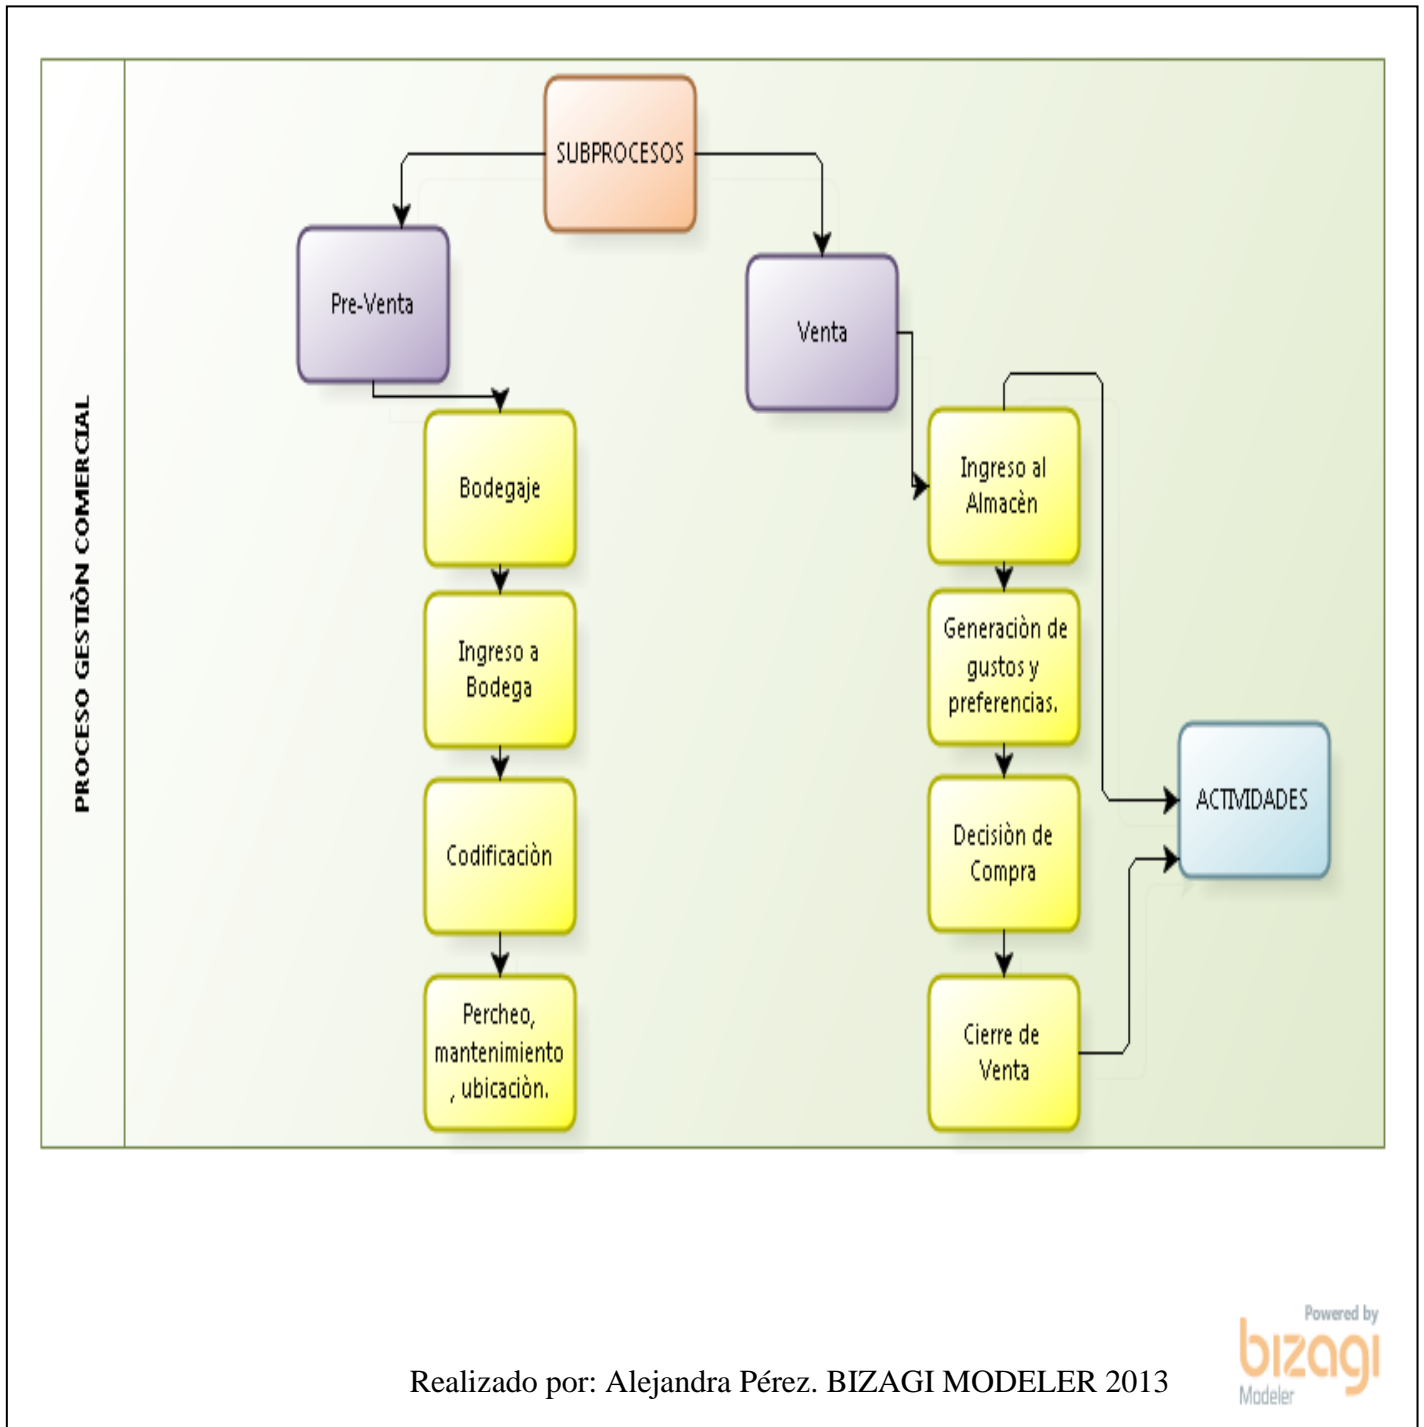 PROCESO GESTIÒN COMERCIAL
SUBPROCESOS
Pre-Venta
Bodegaje
Ingreso a
Bodega
Codificaciòn
Percheo,
mantenimiento
, ubicaciòn.
Venta
Ingreso al
Almacèn
Generaciòn de
gustos y
preferencias.
Decisiòn de
Compra
Cierre de
Venta
ACTIVIDADES
Realizado por: Alejandra Pérez. BIZAGI MODELER 2013
Powered by
bizagi
Modeler